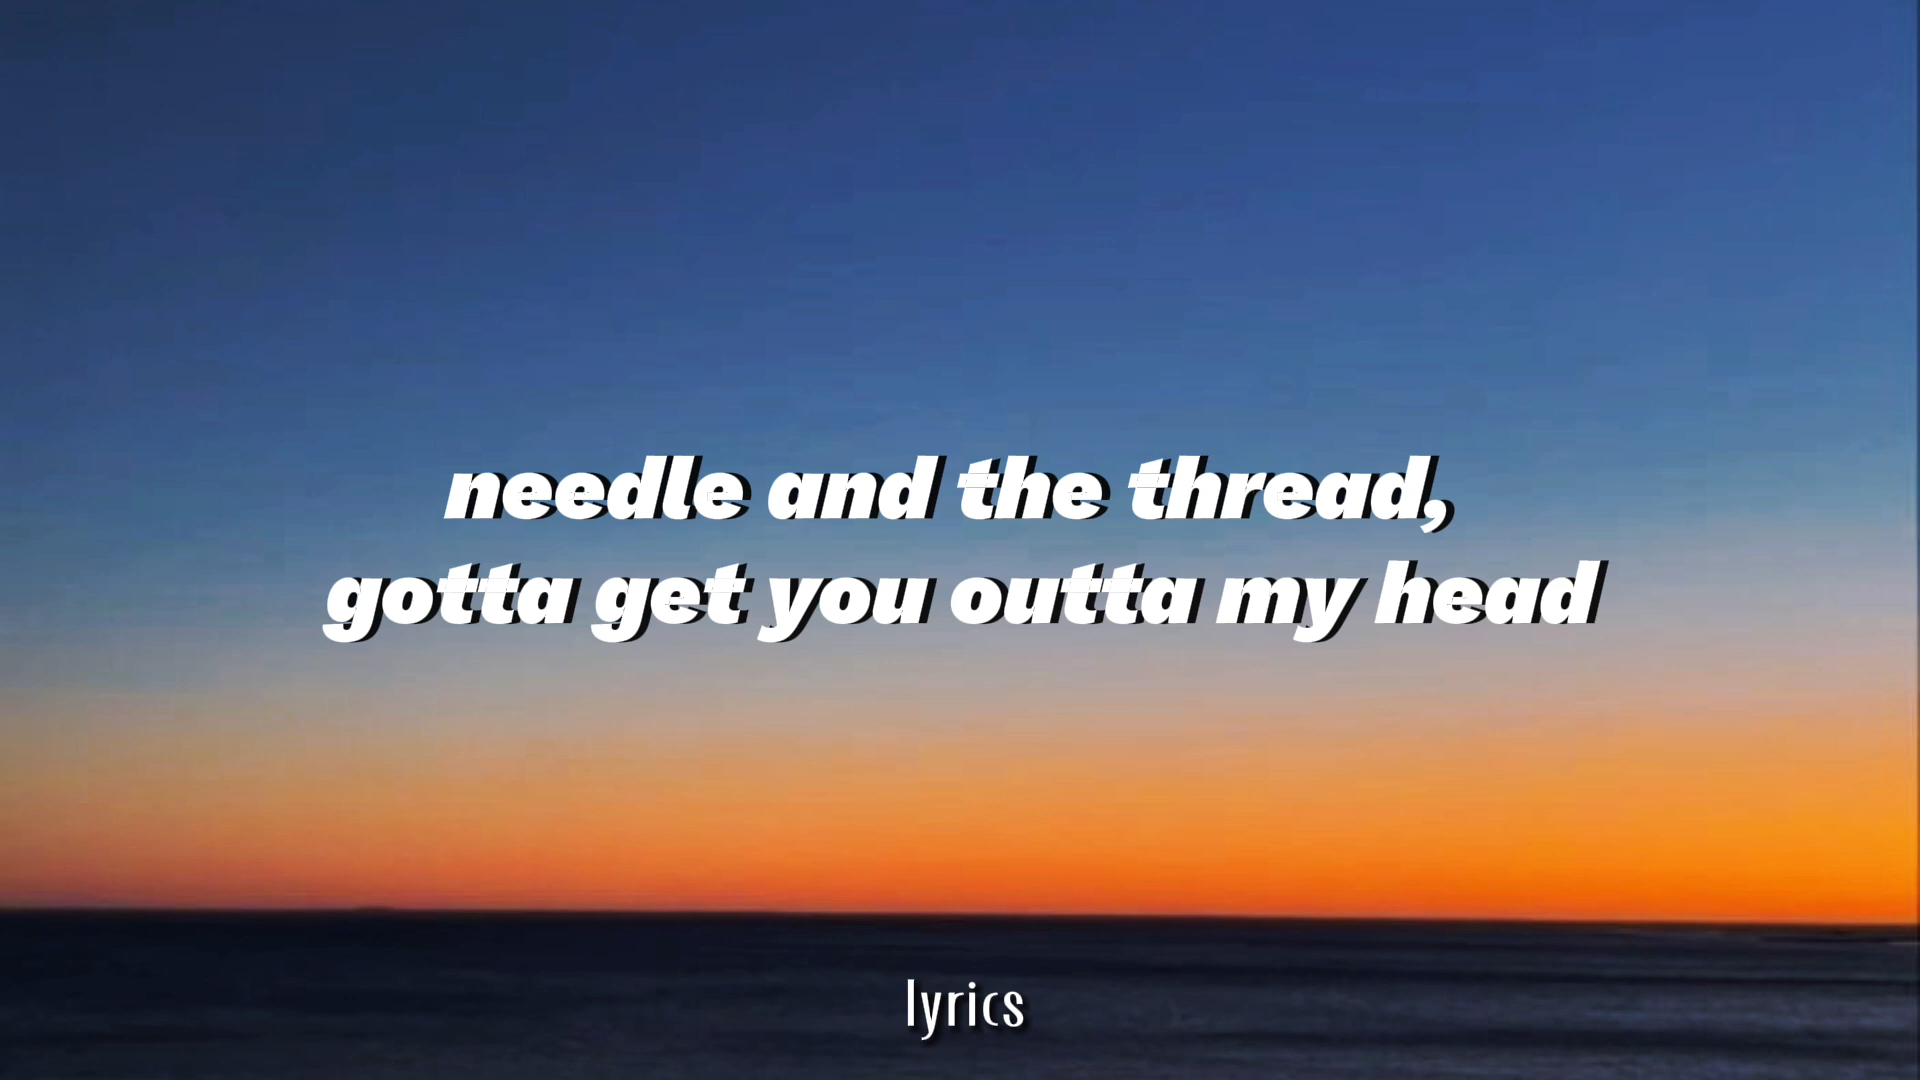 needle and the thread,
gotta get you outta my head
lyrics